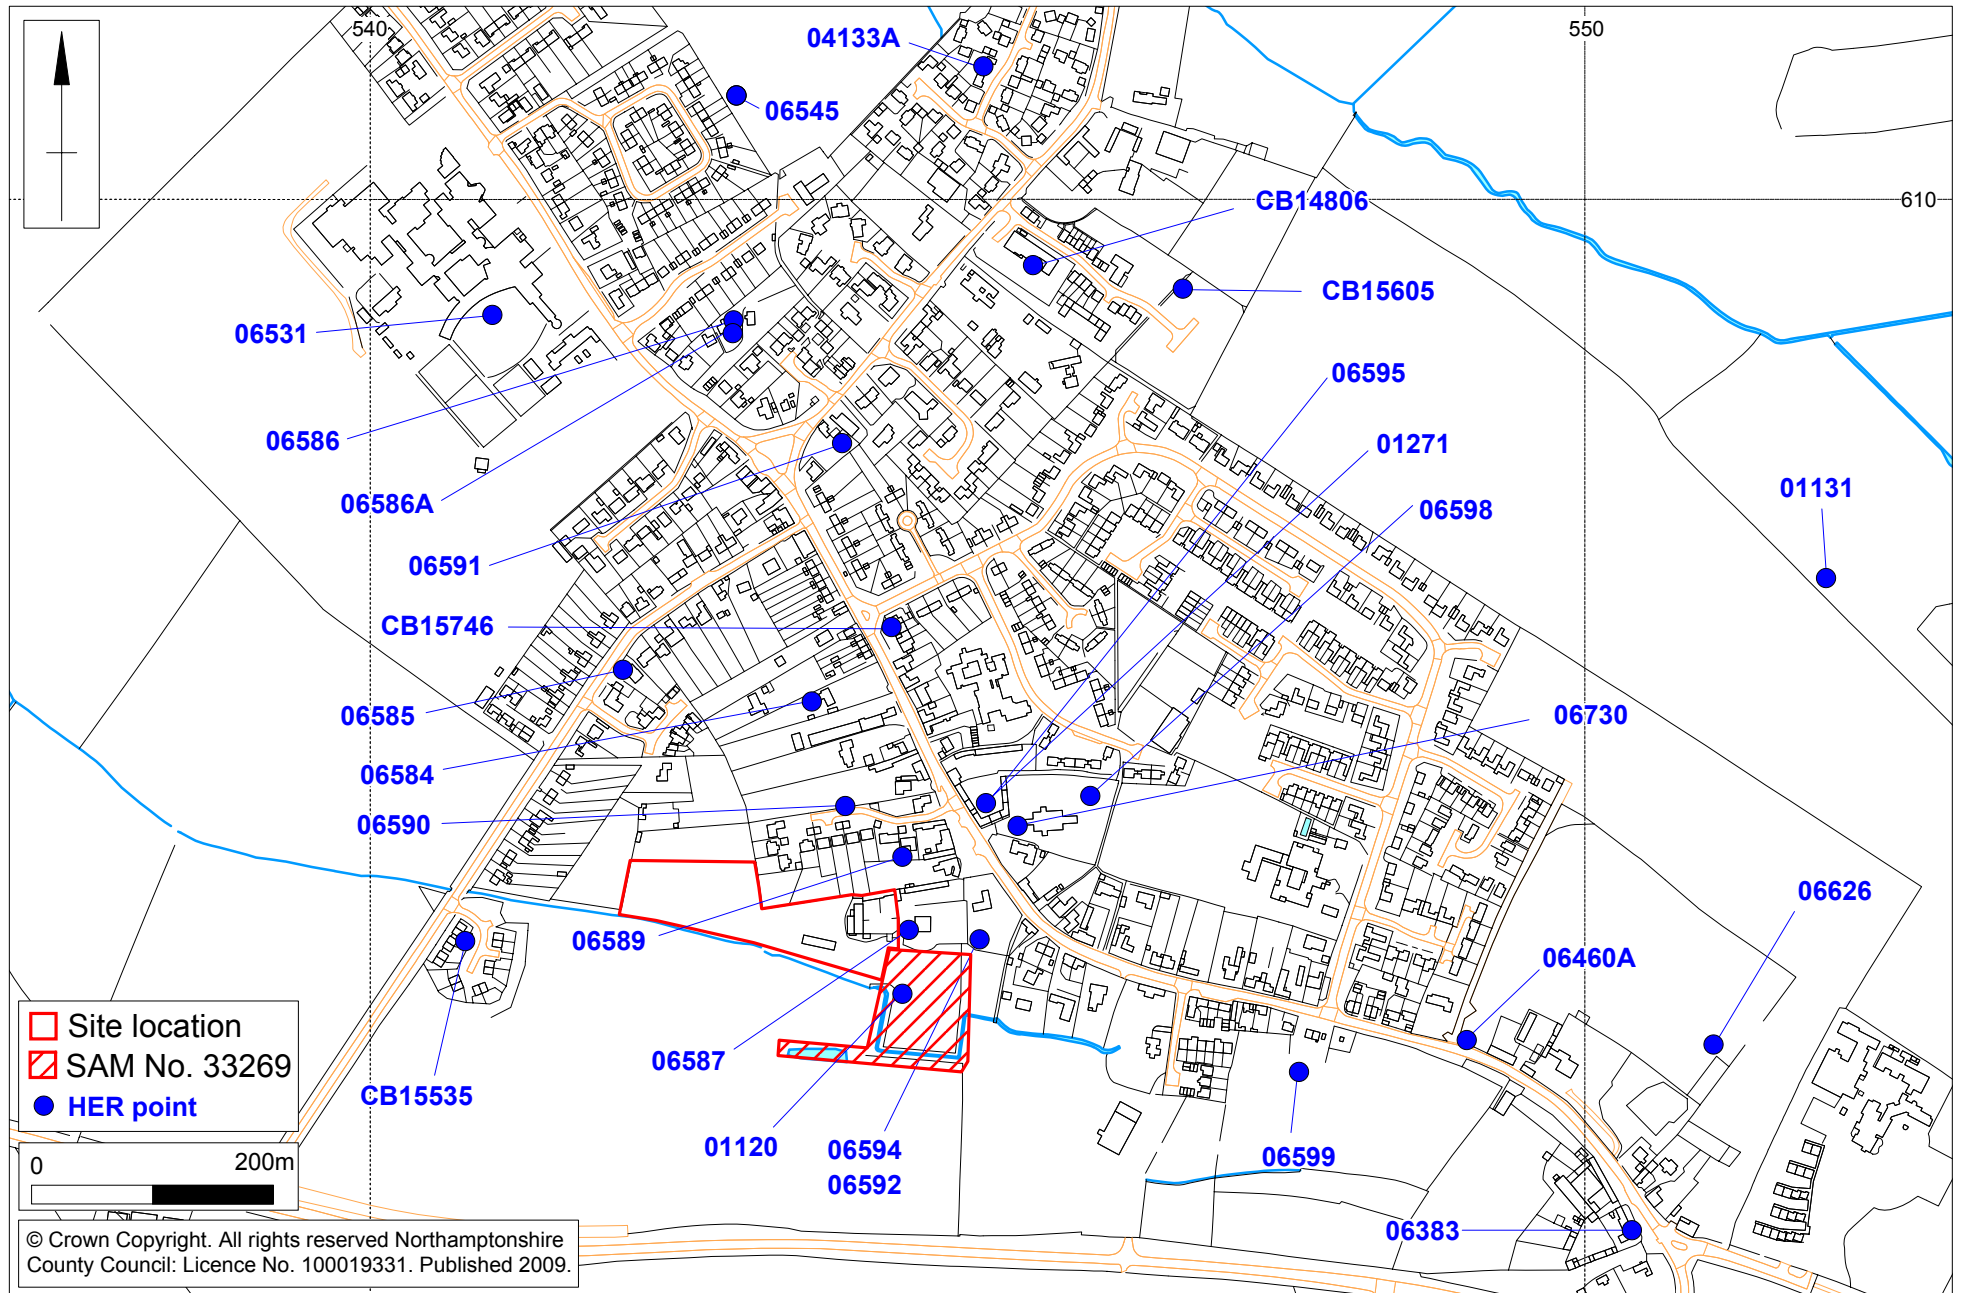 540
550
04133A
06545
CB14806
610
CB15605
06531
06595
06586
01271
01131
06586A
06598
06591
CB15746
06585
06730
06584
06590
06626
06589
06460A
Site location
SAM No. 33269
HER point
06587
CB15535
01120
06594
06592
06599
0 200m
06383
© Crown Copyright. All rights reserved Northamptonshire
County Council: Licence No. 100019331. Published 2009.